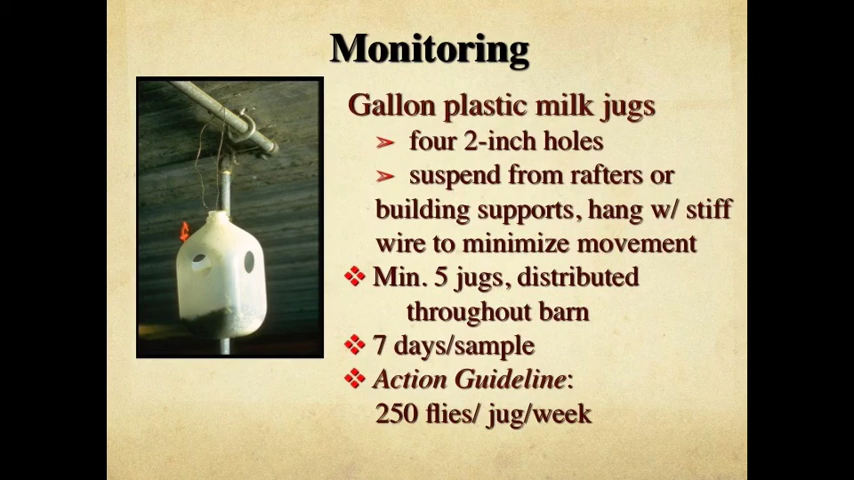 Monitoring
Gallon plastic milk jugs
➢ four 2-inch holes
➢ suspend from rafters or
building supports, hang w/ stiff
wire to minimize movement
❖ Min. 5 jugs, distributed
throughout barn
❖ 7 days/sample
❖ Action Guideline:
250 flies/ jug/week